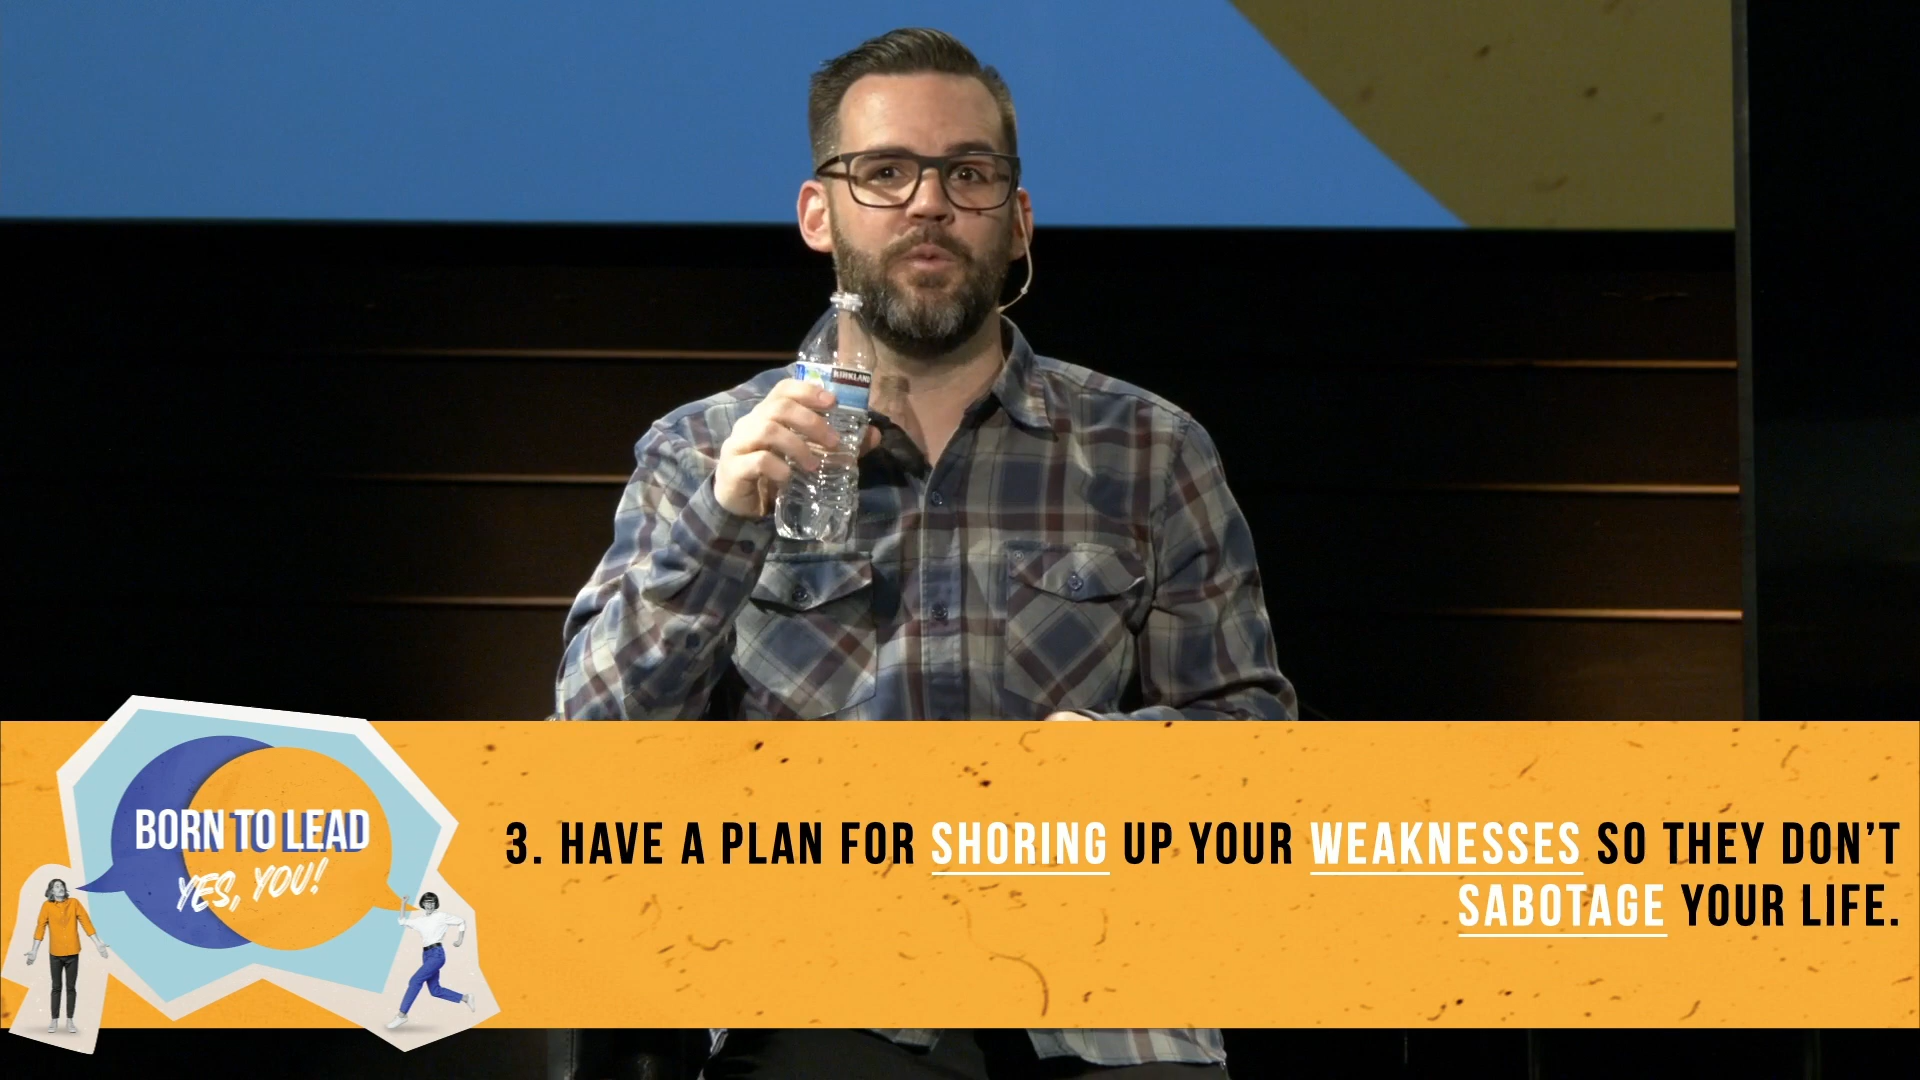 KIRKLAND
BORN TO LEAD
YES, YOU!
3. HAVE A PLAN FOR SHORING UP YOUR WEAKNESSES SO THEY DON'T
SABOTAGE YOUR LIFE.